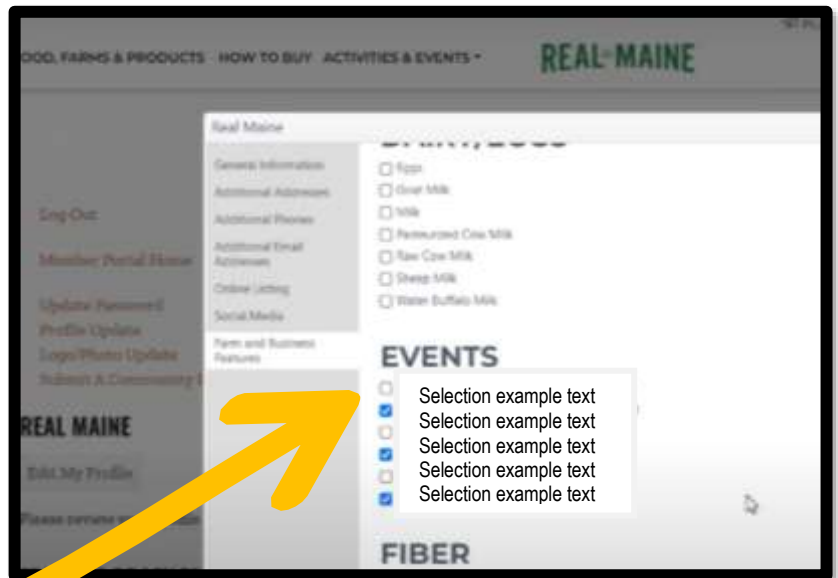 OOD, FARMS & PRODUCTS HOW TO BUY ACTIVITIES & EVENTS
REAL MAINE
Real Maine
General Information
Additional Addresses
Additional Phones
Additional Email
Addresses
Online Listing
Social Media
Farm and Business
Features
Eggs
Goat Milk
Milk
Pasteurized Cow Milk
Raw Cow Milk
Sheep Milk
Water Buffalo Milk
EVENTS
Selection example text
Selection example text
Selection example text
Selection example text
Selection example text
FIBER
Log Out
Member Portal Home
Update Password
Profile Update
Logo/Photo Update
Submit A Community
REAL MAINE
Edit My Profile
Please review